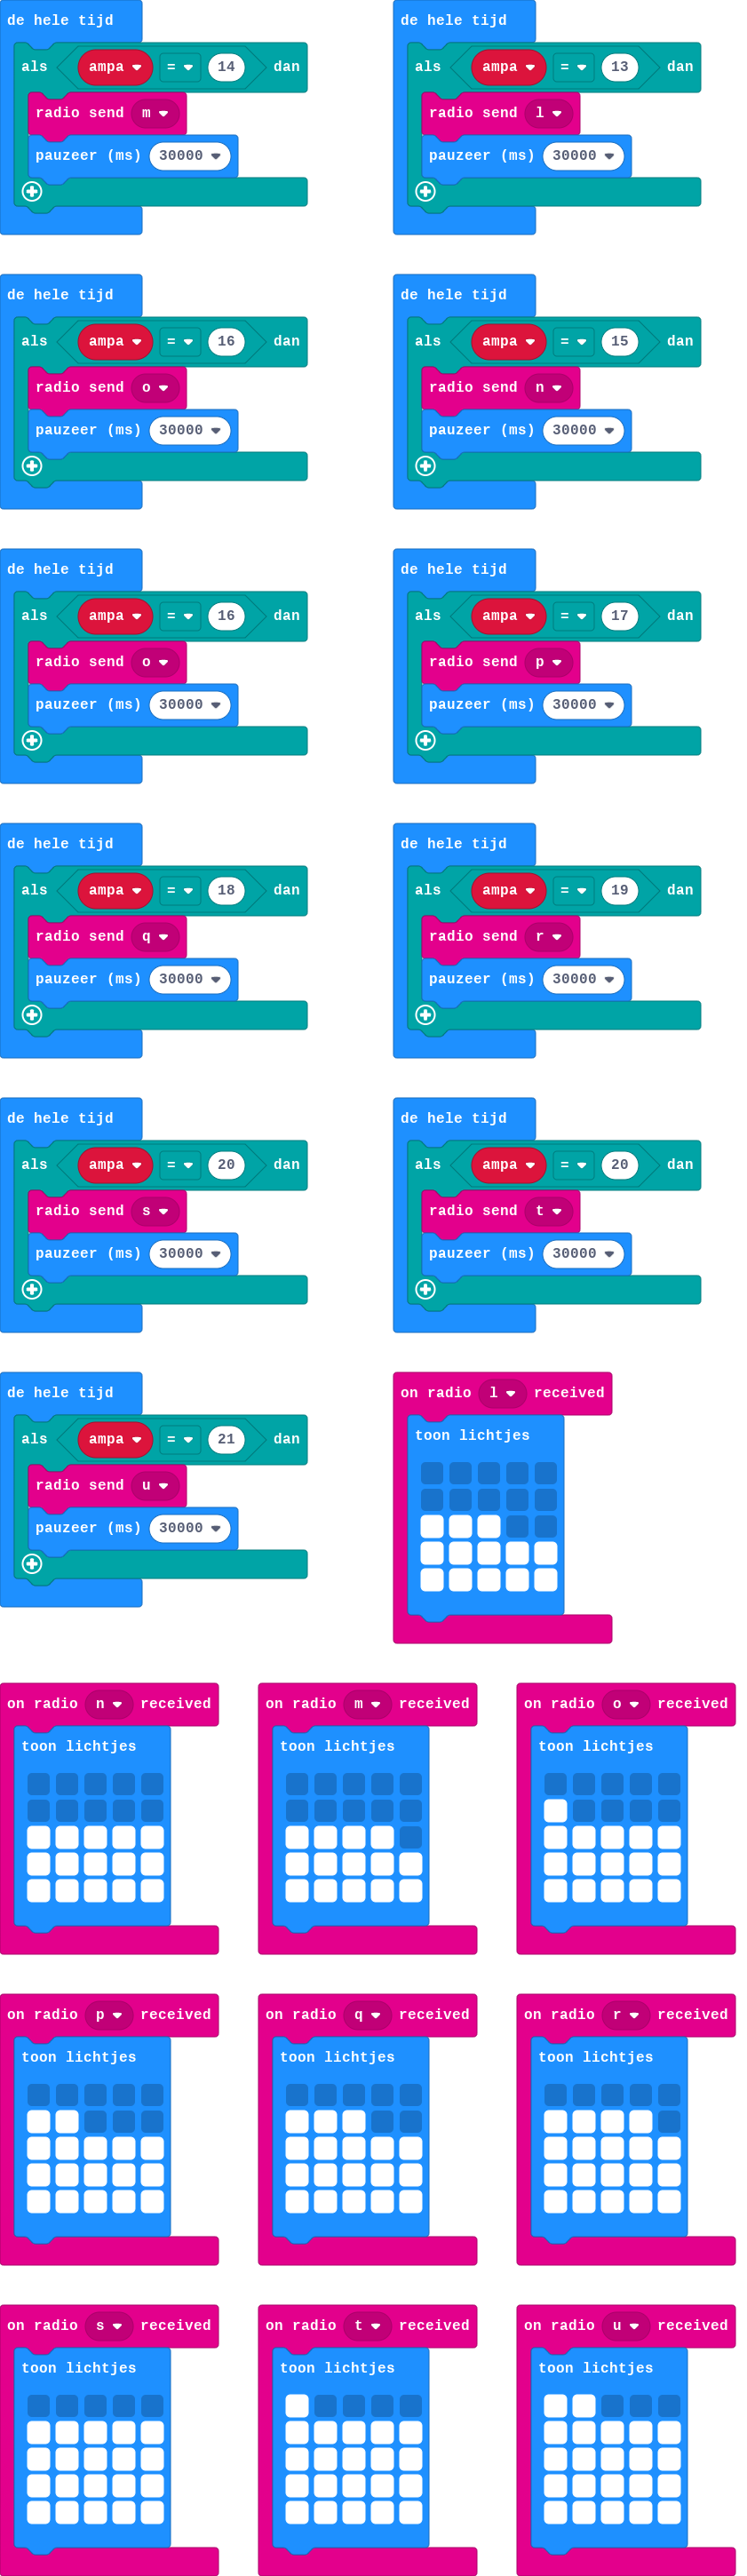 de hele tijd
als ampa = 14 dan
radio send m
pauzeer (ms) 30000
de hele tijd
als ampa = 13 dan
radio send l
pauzeer (ms) 30000
de hele tijd
als ampa = 16 dan
radio send o
pauzeer (ms) 30000
de hele tijd
als ampa = 15 dan
radio send n
pauzeer (ms) 30000
de hele tijd
als ampa = 16 dan
radio send o
pauzeer (ms) 30000
de hele tijd
als ampa = 17 dan
radio send p
pauzeer (ms) 30000
de hele tijd
als ampa = 18 dan
radio send q
pauzeer (ms) 30000
de hele tijd
als ampa = 19 dan
radio send r
pauzeer (ms) 30000
de hele tijd
als ampa = 20 dan
radio send s
pauzeer (ms) 30000
de hele tijd
als ampa = 20 dan
radio send t
pauzeer (ms) 30000
de hele tijd
als ampa = 21 dan
radio send u
pauzeer (ms) 30000
on radio l received
toon lichtjes
on radio n received
toon lichtjes
on radio m received
toon lichtjes
on radio o received
toon lichtjes
on radio p received
toon lichtjes
on radio q received
toon lichtjes
on radio r received
toon lichtjes
on radio s received
toon lichtjes
on radio t received
toon lichtjes
on radio u received
toon lichtjes